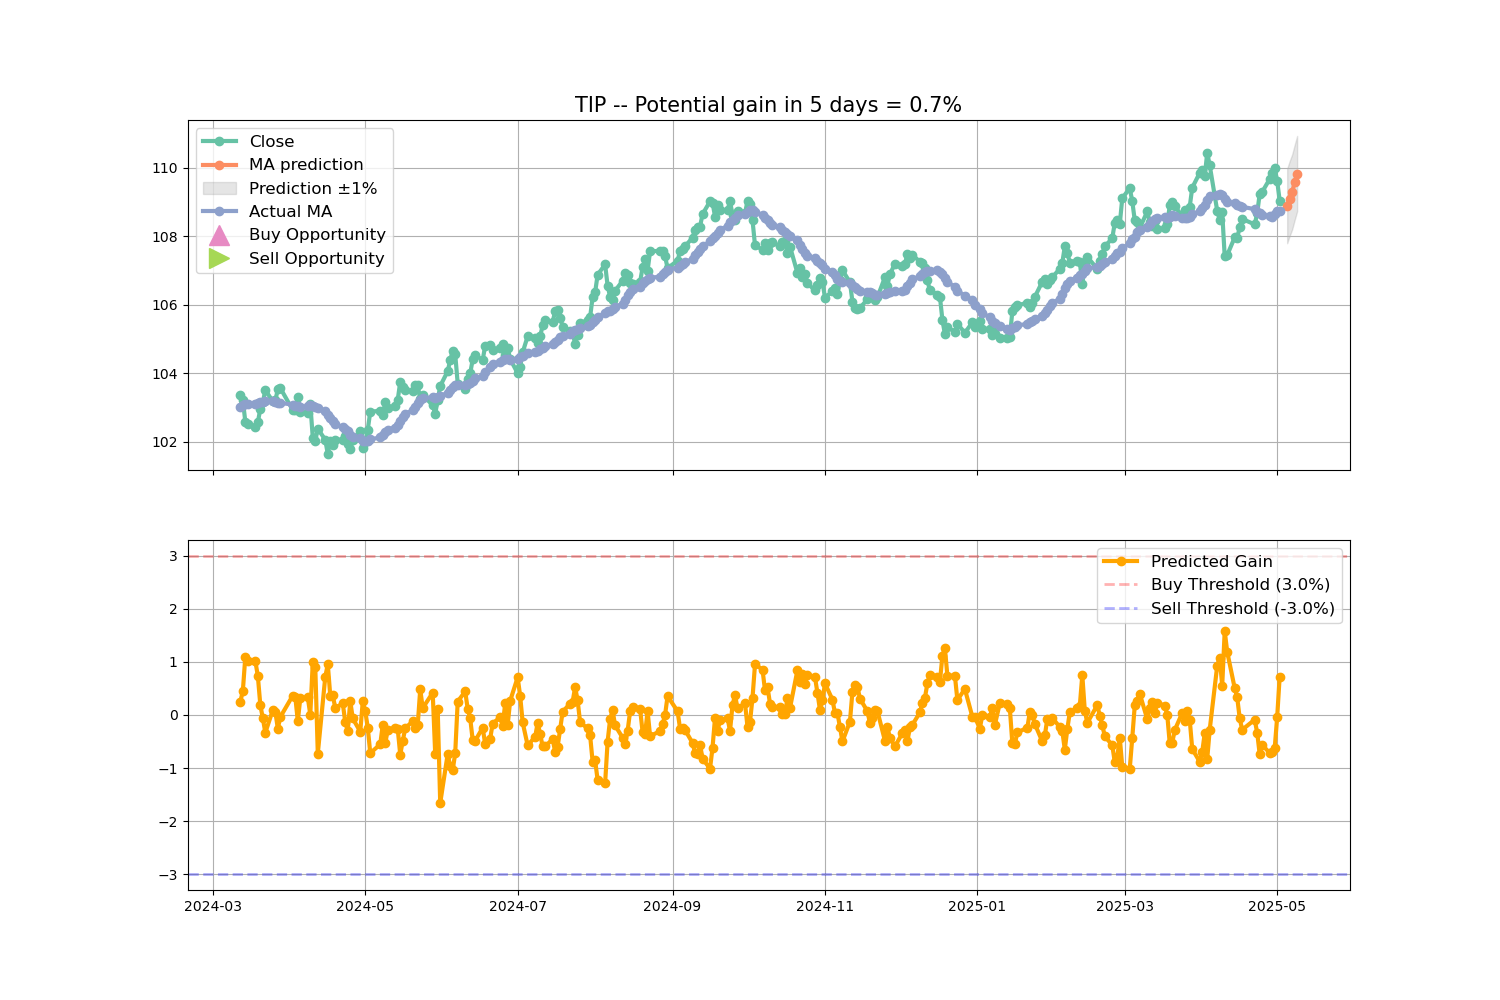 TIP -- Potential gain in 5 days = 0.7%
Close
MA prediction
Prediction ±1%
Actual MA
Buy Opportunity
Sell Opportunity
110
108
106
104
102
Predicted Gain
Buy Threshold (3.0%)
Sell Threshold (-3.0%)
3
2
1
0
−1
−2
−3
2024-03
2024-05
2024-07
2024-09
2024-11
2025-01
2025-03
2025-05